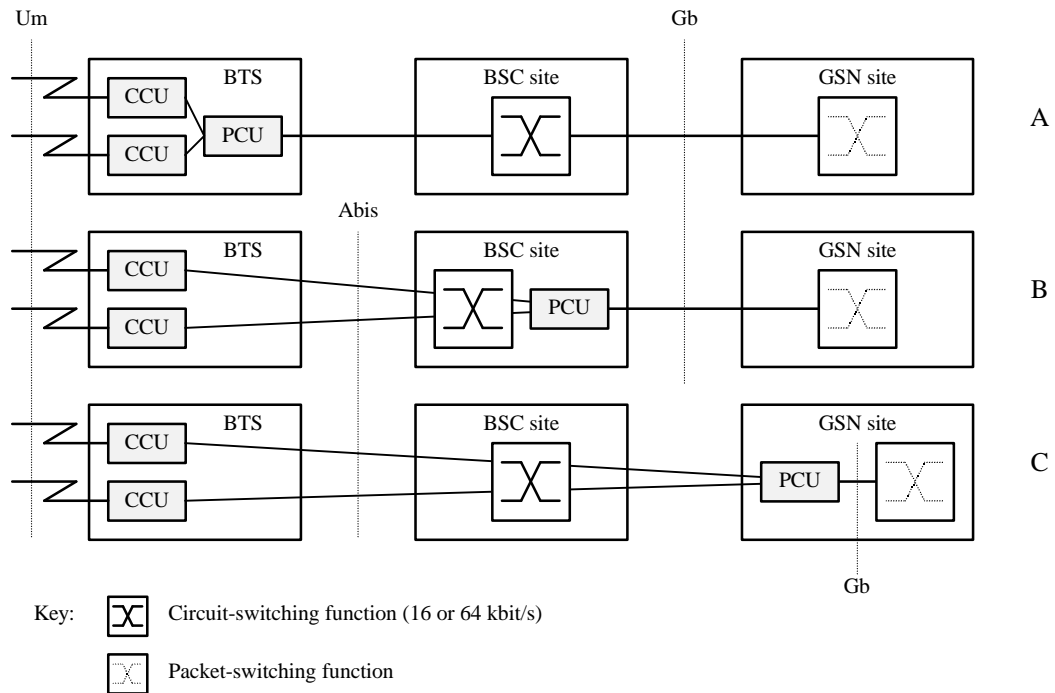 Um
Gb
BTS
BSC site
GSN site
CCU
PCU
CCU
A
Abis
BTS
BSC site
GSN site
CCU
PCU
CCU
B
BTS
BSC site
GSN site
CCU
PCU
CCU
C
Gb
Key:
Circuit-switching function (16 or 64 kbit/s)
Packet-switching function